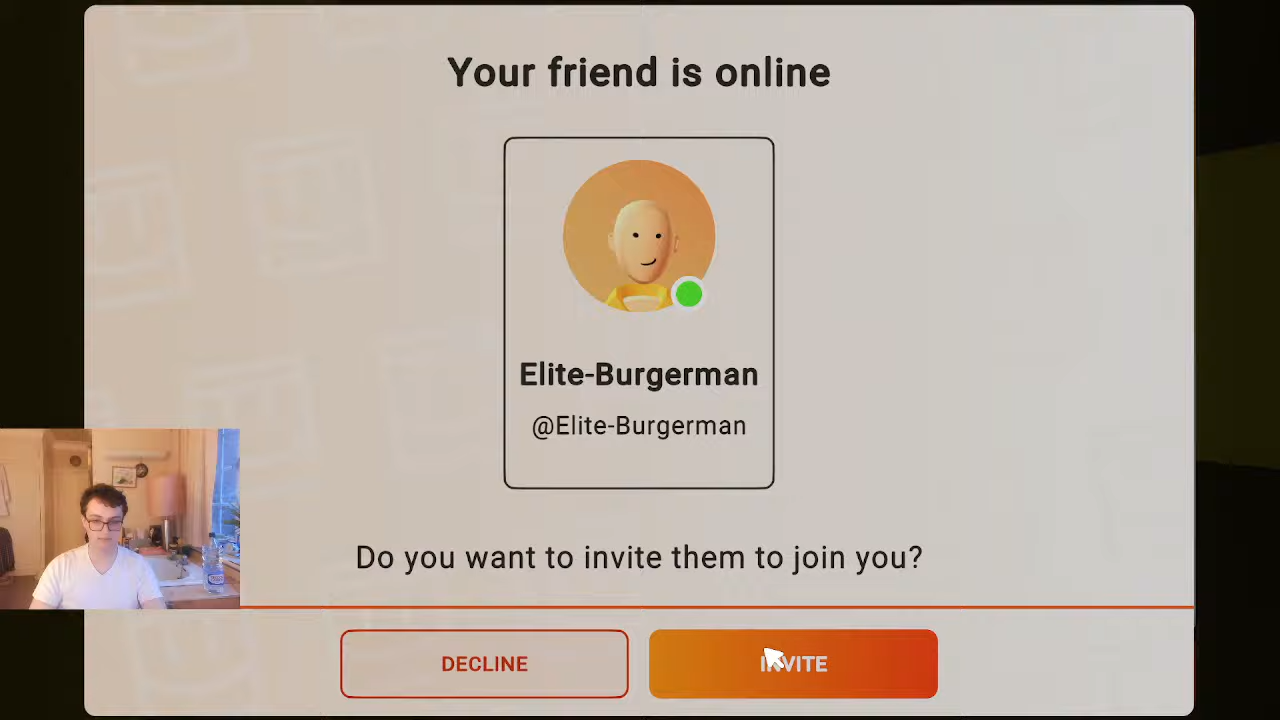 Your friend is online
Elite-Burgerman
@Elite-Burgerman
Do you want to invite them to join you?
DECLINE
INVITE